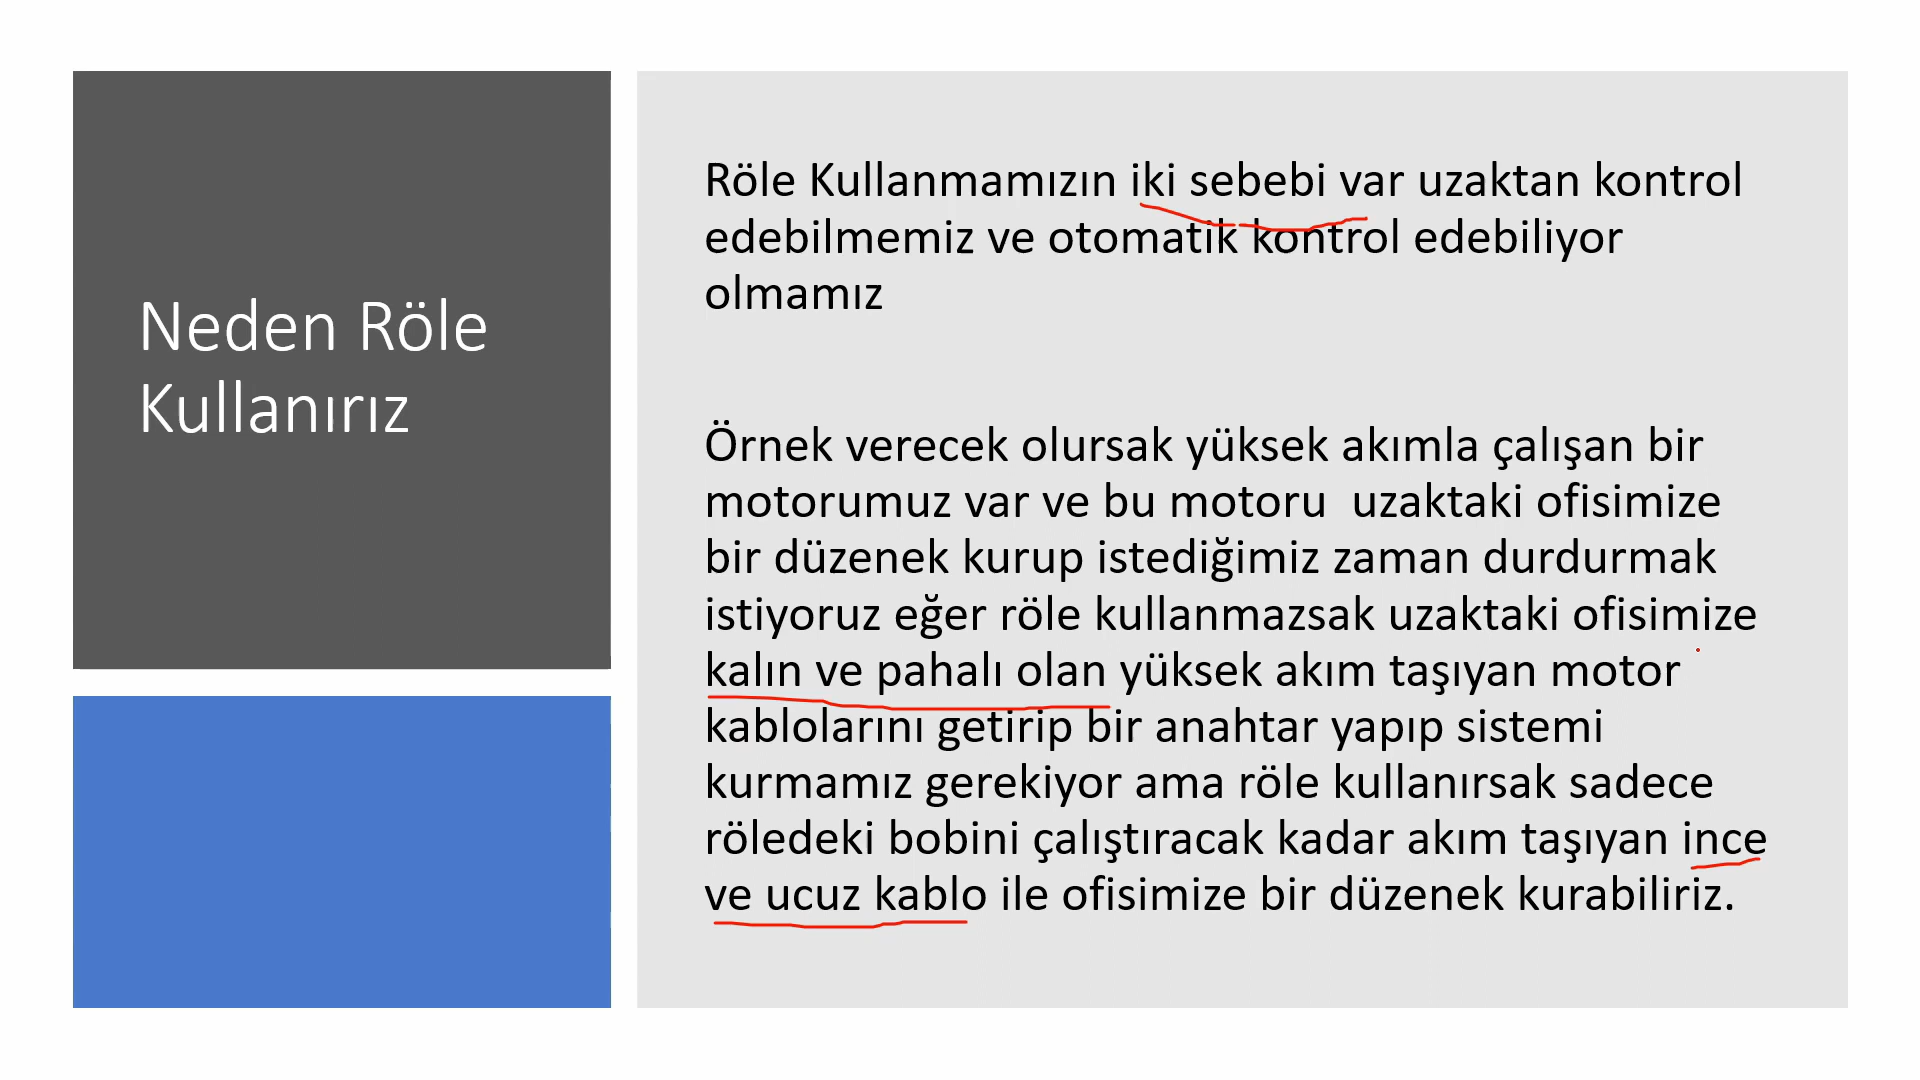 Neden Röle
Kullanırız
Röle Kullanmamızın iki sebebi var uzaktan kontrol
edebilmemiz ve otomatik kontrol edebiliyor
olmamız
Örnek verecek olursak yüksek akımla çalışan bir
motorumuz var ve bu motoru  uzaktaki ofisimize
bir düzenek kurup istediğimiz zaman durdurmak
istiyoruz eğer röle kullanmazsak uzaktaki ofisimize
kalın ve pahalı olan yüksek akım taşıyan motor
kablolarını getirip bir anahtar yapıp sistemi
kurmamız gerekiyor ama röle kullanırsak sadece
röledeki bobini çalıştıracak kadar akım taşıyan ince
ve ucuz kablo ile ofisimize bir düzenek kurabiliriz.